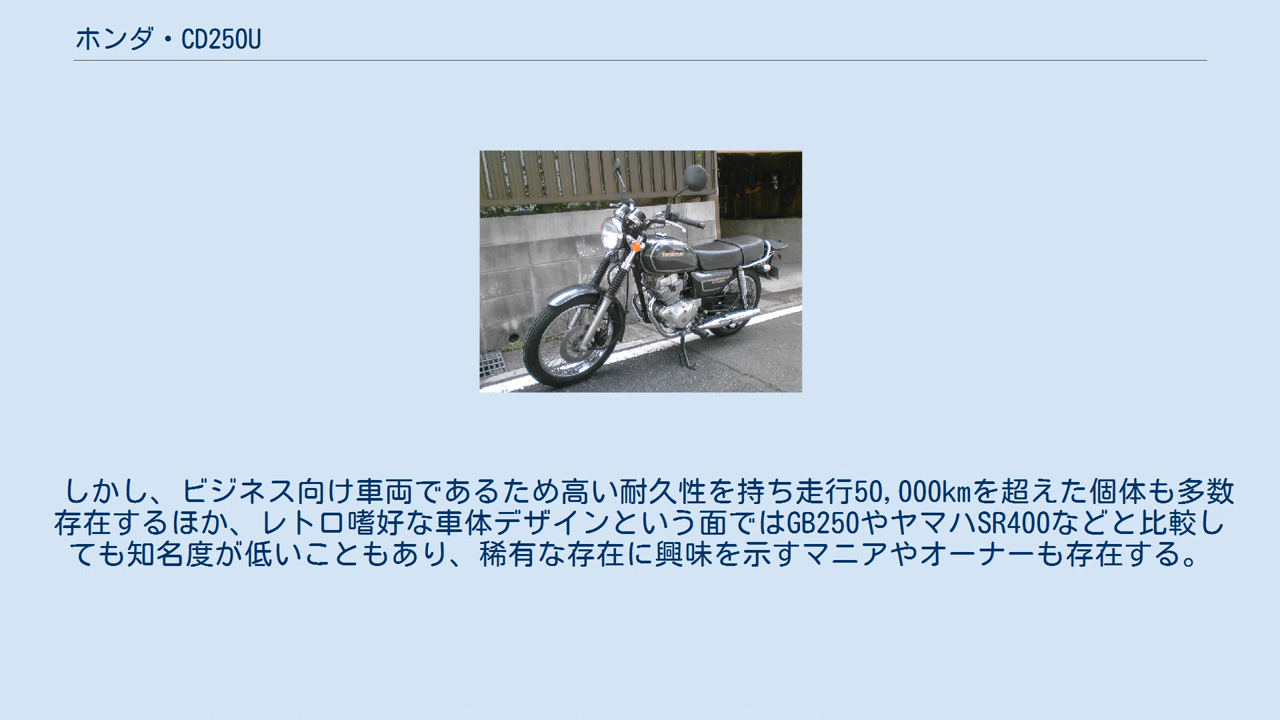 ホンダ・CD250U
HONDA
しかし、ビジネス向け車両であるため高い耐久性を持ち走行50,000kmを超えた個体も多数
存在するほか、レトロ嗜好な車体デザインという面ではGB250やヤマハSR400などと比較し
ても知名度が低いこともあり、稀有な存在に興味を示すマニアやオーナーも存在する。